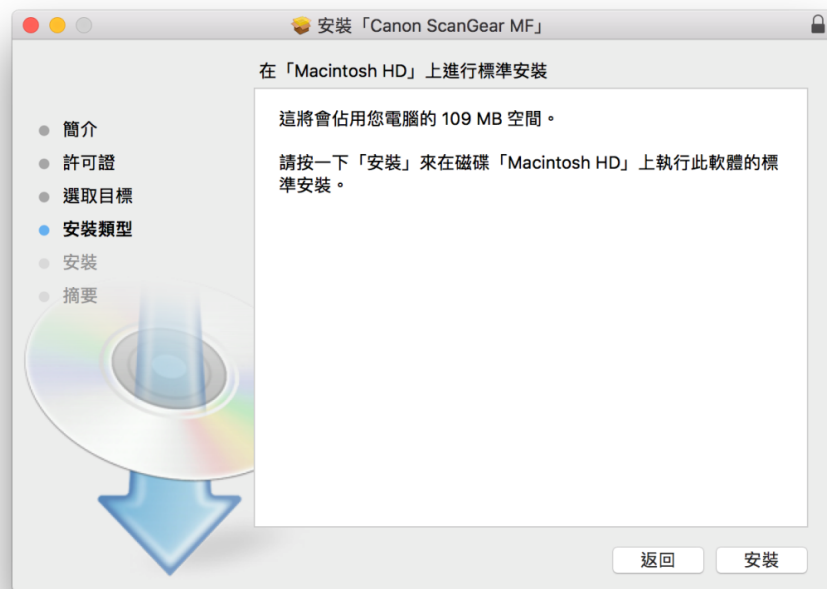 安裝「Canon ScanGear MF」
在「Macintosh HD」上進行標準安裝
簡介
許可證
選取目標
安裝類型
安裝
摘要
這將會佔用您電腦的 109 MB 空間。
請按一下「安裝」來在磁碟「Macintosh HD」上執行此軟體的標
準安裝。
返回
安裝